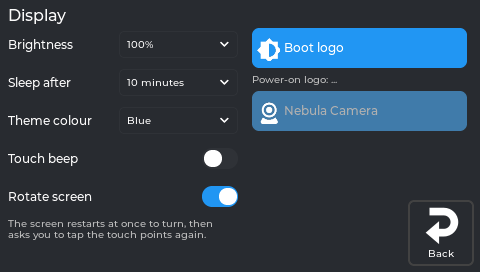 Display
Brightness
100%
Sleep after
10 minutes
Theme colour
Blue
Touch beep
Rotate screen
The screen restarts at once to turn, then
asks you to tap the touch points again.
Boot logo
Power-on logo: ...
Nebula Camera
Back